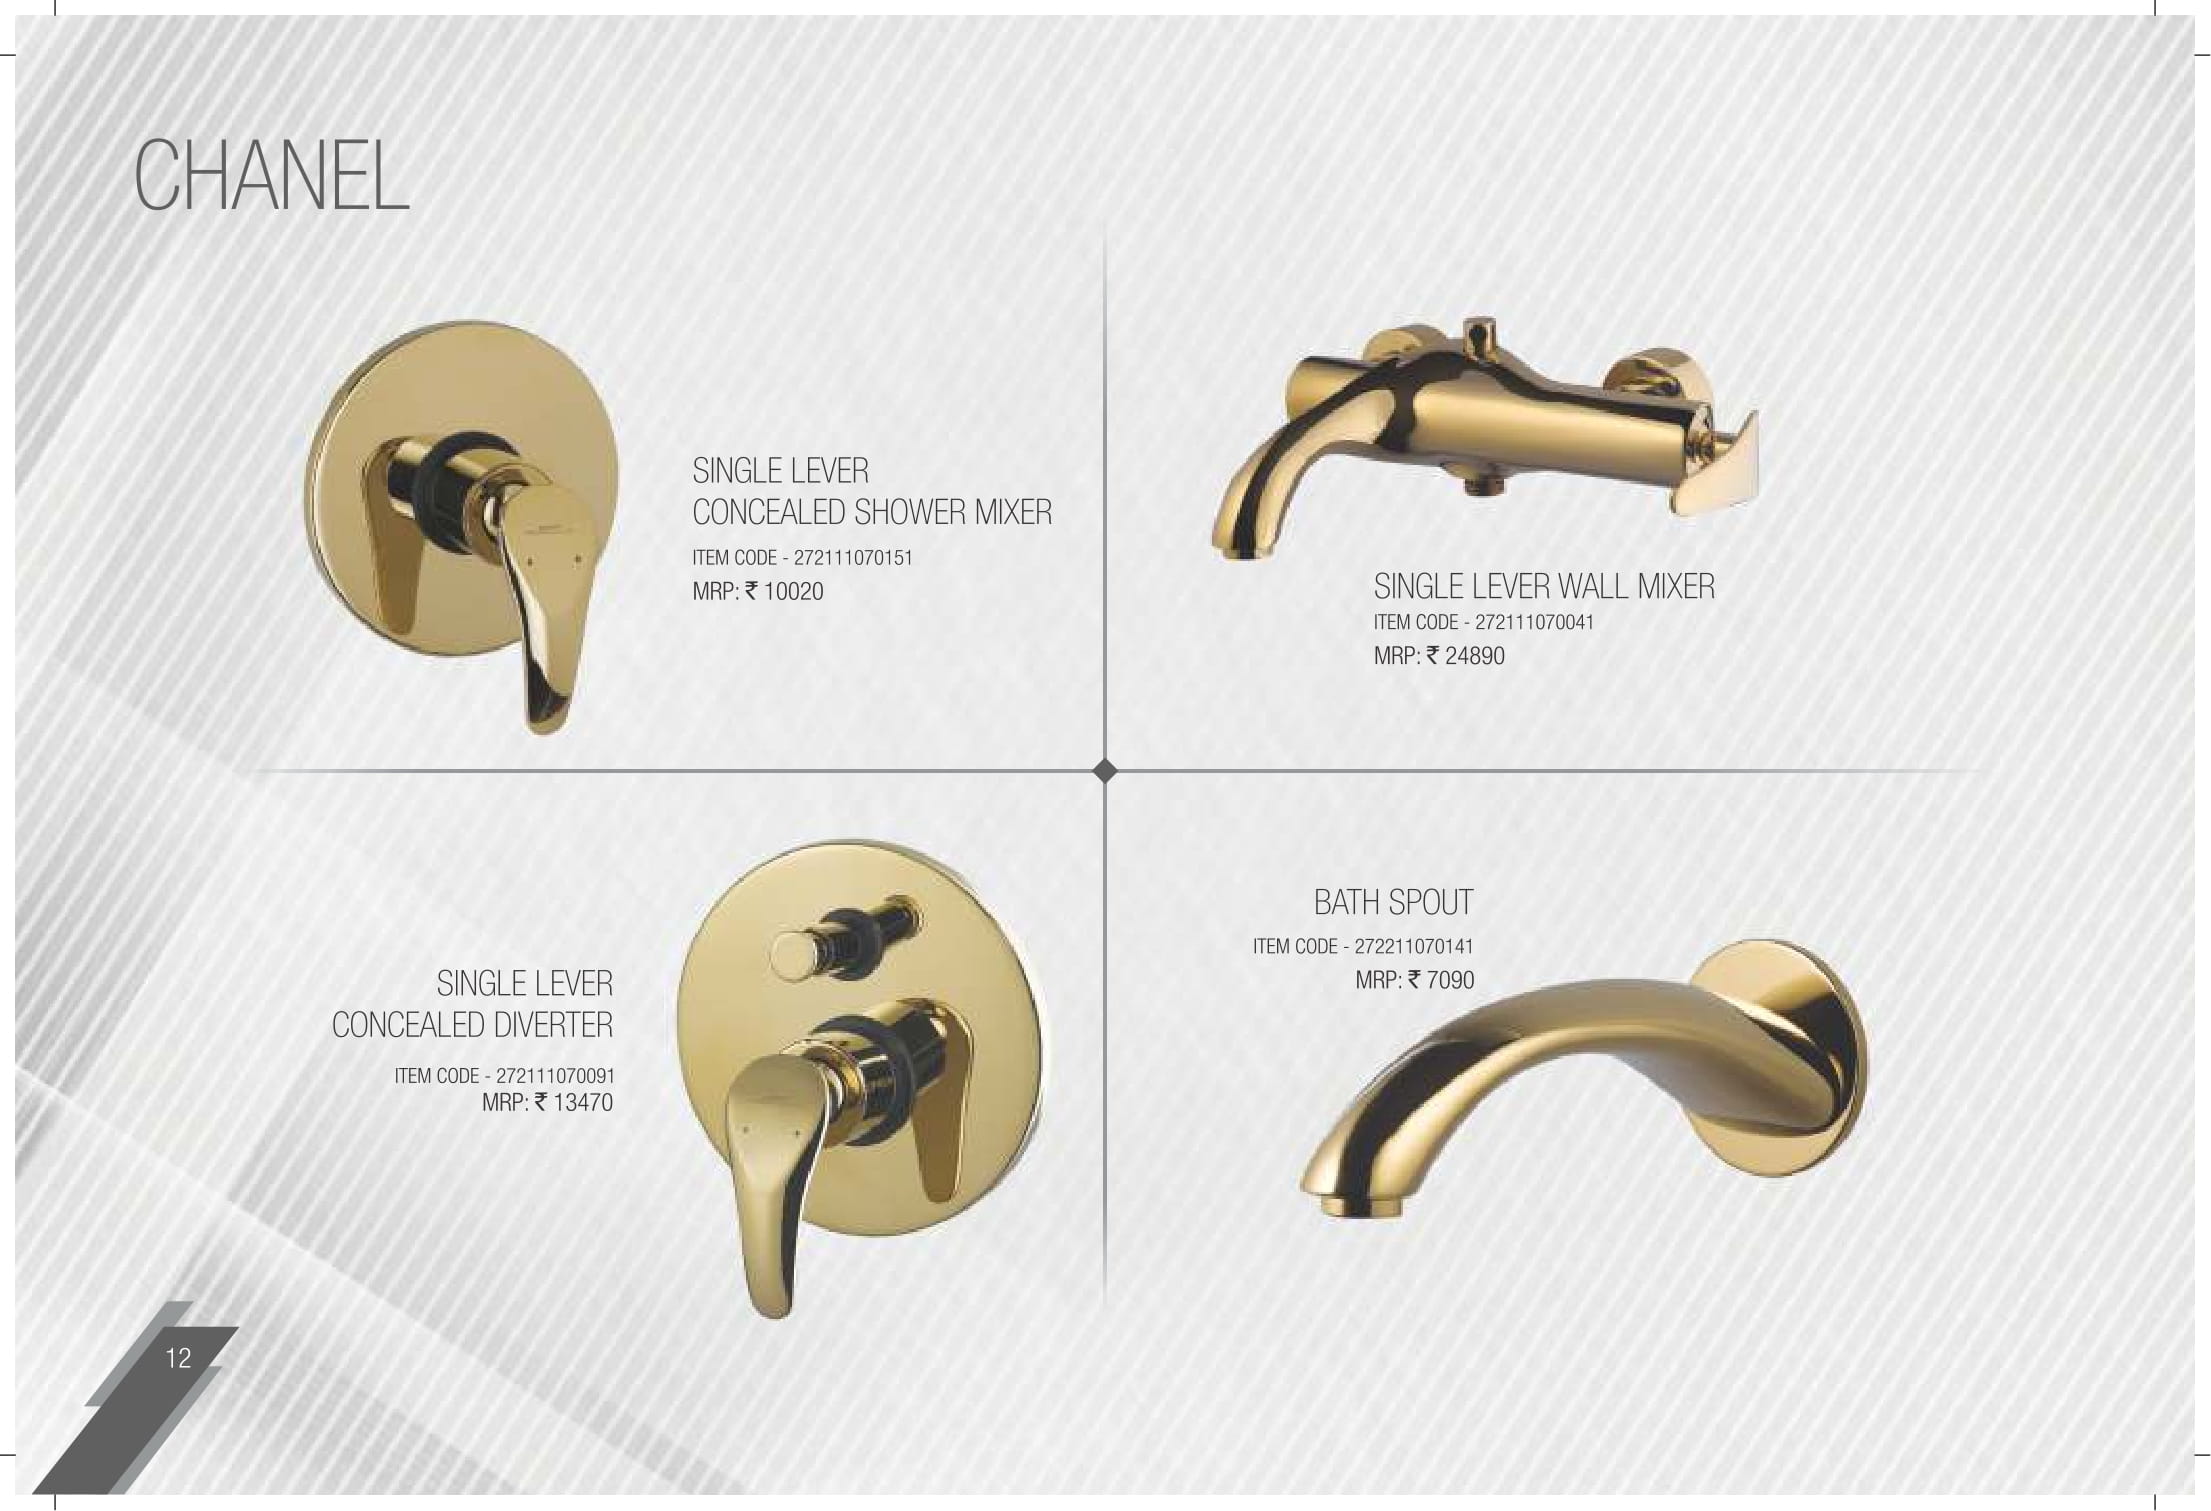 CHANEL
SINGLE LEVER
CONCEALED SHOWER MIXER
ITEM CODE - 272111070151
MRP: ₹ 10020
SINGLE LEVER WALL MIXER
ITEM CODE - 272111070041
MRP: ₹ 24890
SINGLE LEVER
CONCEALED DIVERTER
ITEM CODE - 272111070091
MRP: ₹ 13470
BATH SPOUT
ITEM CODE - 272211070141
MRP: ₹ 7090
12